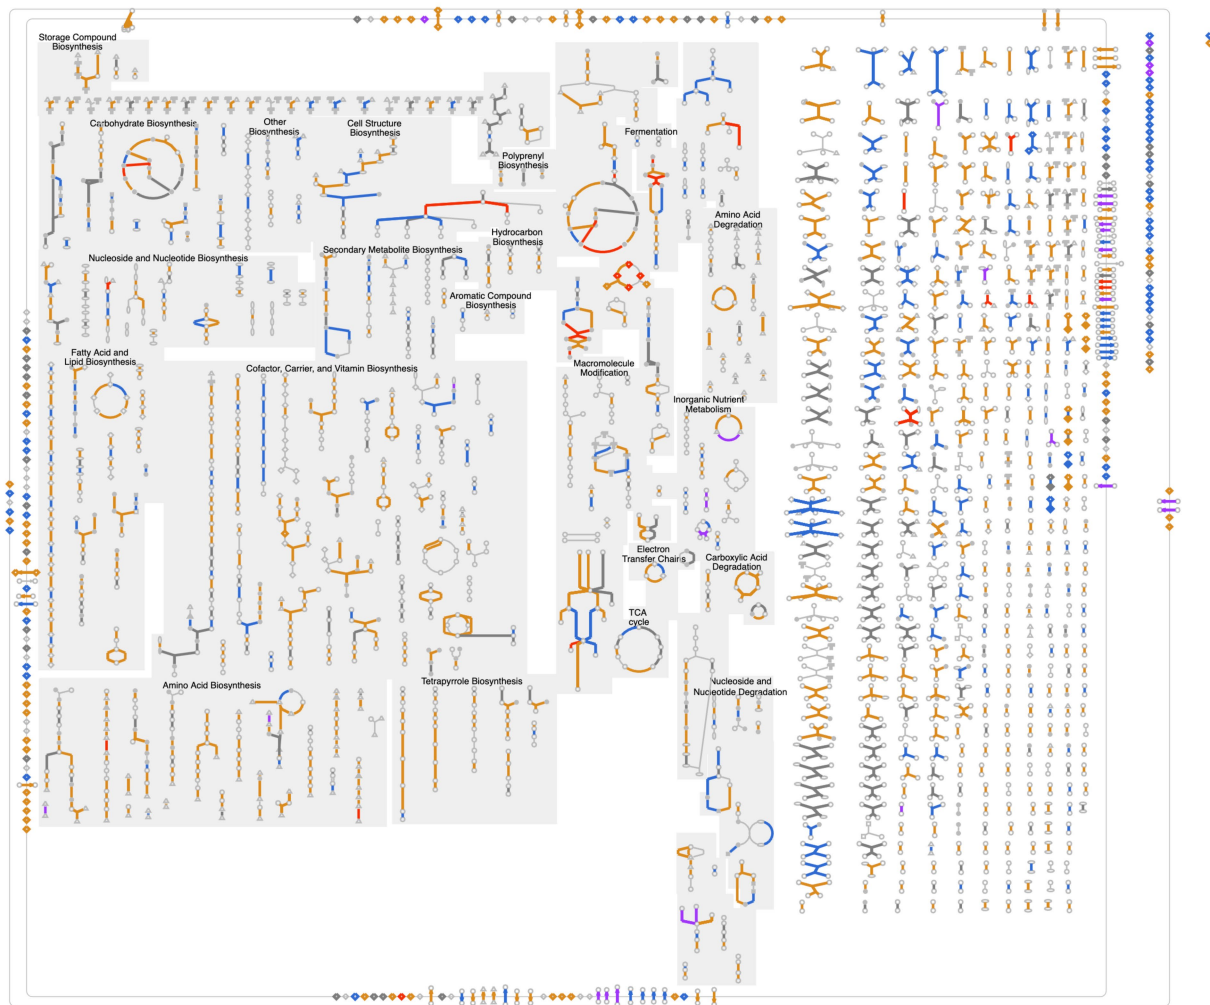 Storage Compound
Biosynthesis
Carbohydrate Biosynthesis
Other
Biosynthesis
Cell Structure
Biosynthesis
Fermentation
Polyprenyl
Biosynthesis
Amino Acid
Degradation
Hydrocarbon
Biosynthesis
Nucleoside and Nucleotide Biosynthesis
Secondary Metabolite Biosynthesis
Aromatic Compound
Biosynthesis
Fatty Acid and
Lipid Biosynthesis
Cofactor, Carrier, and Vitamin Biosynthesis
Macromolecule
Modification
Inorganic Nutrient
Metabolism
Electron
Transfer Chains
Carboxylic Acid
Degradation
TCA
cycle
Amino Acid Biosynthesis
Tetrapyrrole Biosynthesis
Nucleoside and
Nucleotide Degradation